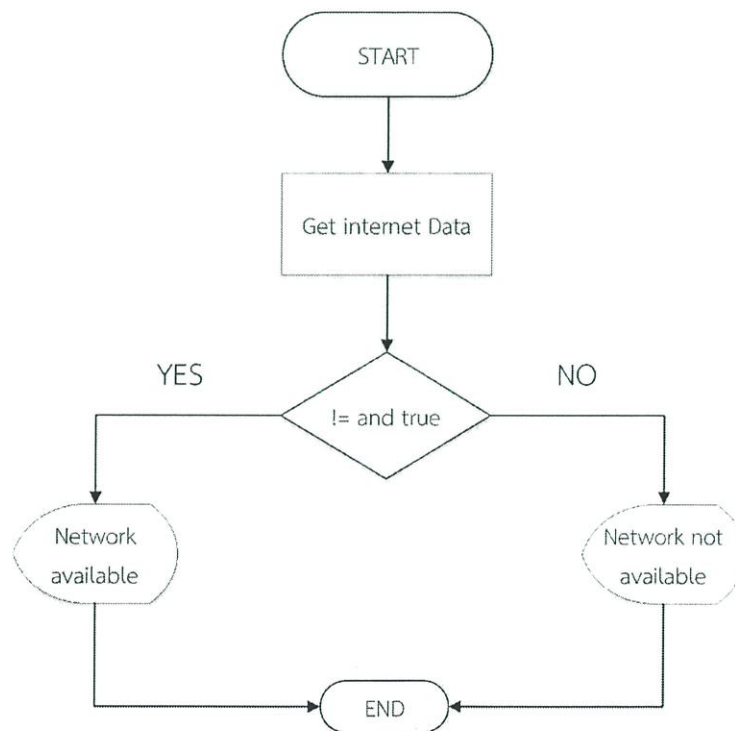 START
Get internet Data
YES
NO
!= and true
Network
available
Network not
available
END